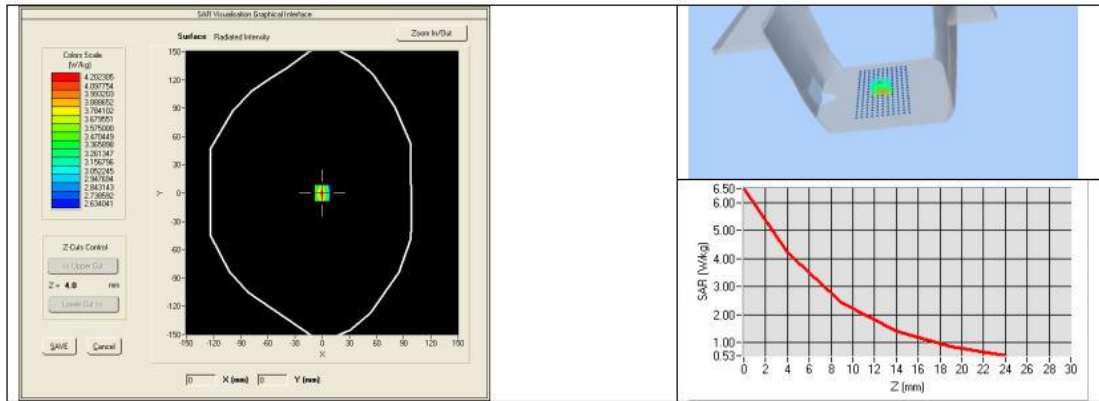 SAR Visualisation Graphical Interface
Surface Radiated Intensity
Zoom In/Out
Colors Scale
(W/kg)
4.202305
4.097754
3.993203
3.888652
3.784102
3.679551
3.575000
3.470449
3.365898
3.261347
3.156796
3.052245
2.947694
2.843143
2.738592
2.634041
150
120
90
60
30
0
-30
-60
-90
-120
-150
Y
-150 -120 -90 -60 -30 0 30 60 90 120 150
X
Z-Cuts Control
<< Upper Cut
Z = 4.0 mm
Lower Cut >>
SAVE Cancel
0 X (mm) 0 Y (mm)
6.50
6.00
5.00
4.00
3.00
2.00
1.00
0.53
SAR (W/kg)
0 2 4 6 8 10 12 14 16 18 20 22 24 26 28 30
Z (mm)